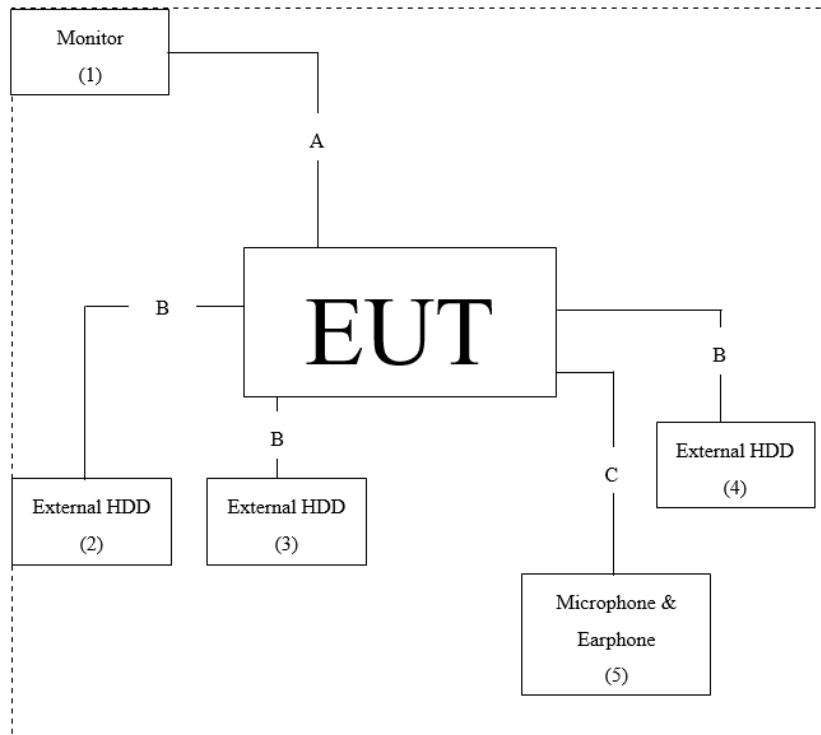 Monitor
(1)
A
EUT
B
B
B
C
External HDD
(2)
External HDD
(3)
External HDD
(4)
Microphone &
Earphone
(5)